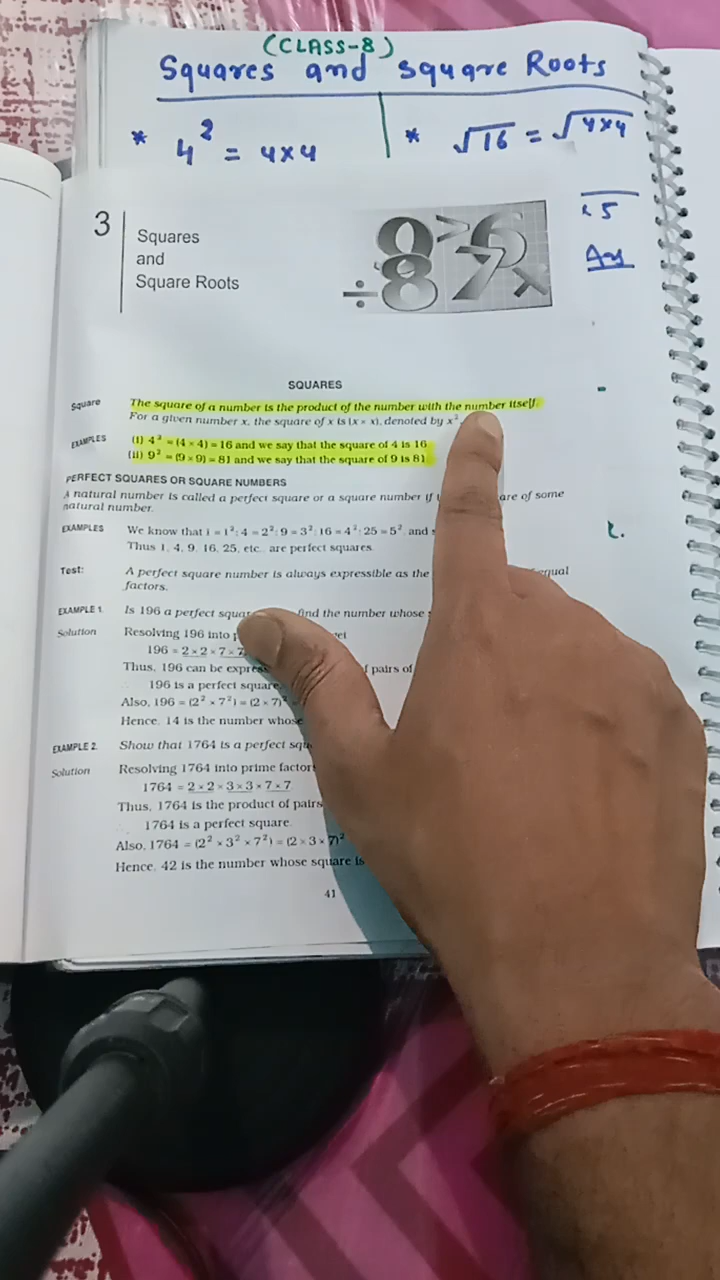 (CLASS-8)
Squares and square Roots
* 4² = 4×4
* √16 = √4×4
5
Ans
3
Squares
and
Square Roots
SQUARES
Square The square of a number is the product of the number with the number itself.
For a given number x, the square of x is (x × x), denoted by x²
EXAMPLES (i) 4² = (4 × 4) = 16 and we say that the square of 4 is 16
(ii) 9² = (9 × 9) = 81 and we say that the square of 9 is 81
PERFECT SQUARES OR SQUARE NUMBERS
A natural number is called a perfect square or a square number if of some
natural number.
EXAMPLES We know that 1 = 1²; 4 = 2²; 9 = 3²; 16 = 4²; 25 = 5², and
Thus 1, 4, 9, 16, 25, etc., are perfect squares.
Test: A perfect square number is always expressible as the equal
factors.
EXAMPLE 1. Is 196 a perfect find the number whose
Solution Resolving 196 into
196 = 2 × 2 × 7 × 7
Thus, 196 can be pairs of
∴ 196 is a perfect square.
Also, 196 = (2² × 7²) = (2 × 7)²
Hence, 14 is the number whose
EXAMPLE 2. Show that 1764 is a perfect
Solution Resolving 1764 into prime
1764 = 2 × 2 × 3 × 3 × 7 × 7
Thus, 1764 is the product of pairs
∴ 1764 is a perfect square.
Also, 1764 = (2² × 3² × 7²) = (2 × 3 × 7)²
Hence, 42 is the number whose square is
41